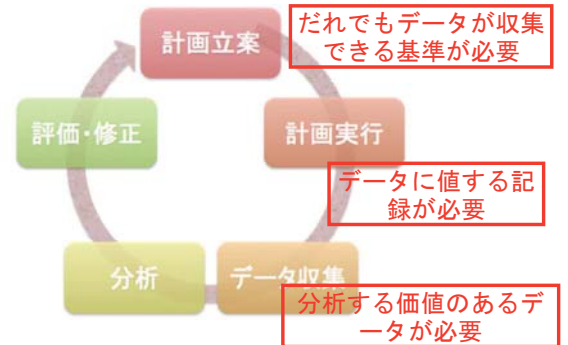 計画立案
だれでもデータが収集
できる基準が必要
評価・修正
計画実行
データに値する記
録が必要
分析
データ収集
分析する価値のあるデ
ータが必要